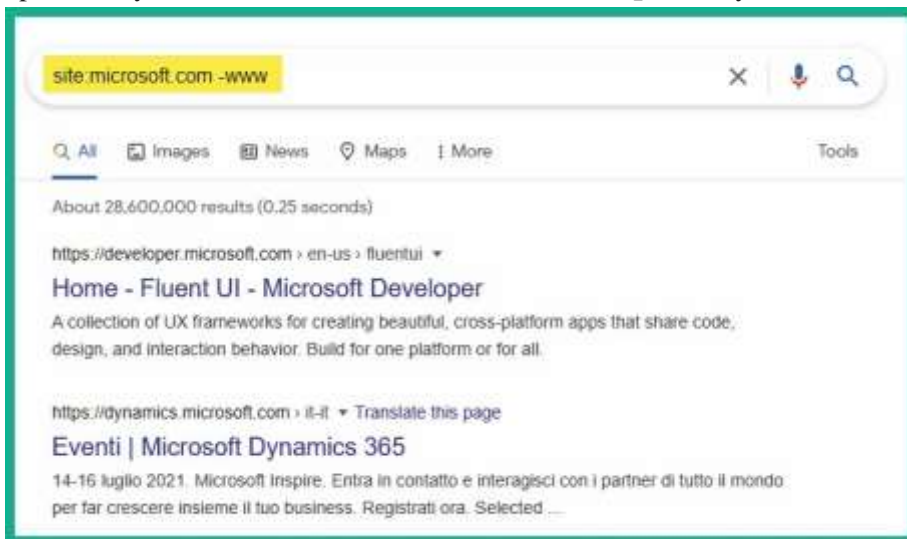 site:microsoft.com -www
All Images News Maps More Tools
About 28,600,000 results (0.25 seconds)
https://developer.microsoft.com › en-us › fluentui
Home - Fluent UI - Microsoft Developer
A collection of UX frameworks for creating beautiful, cross-platform apps that share code,
design, and interaction behavior. Build for one platform or for all.
https://dynamics.microsoft.com › it-it Translate this page
Eventi | Microsoft Dynamics 365
14-16 luglio 2021. Microsoft Inspire. Entra in contatto e interagisci con i partner di tutto il mondo
per far crescere insieme il tuo business. Registrati ora. Selected ...